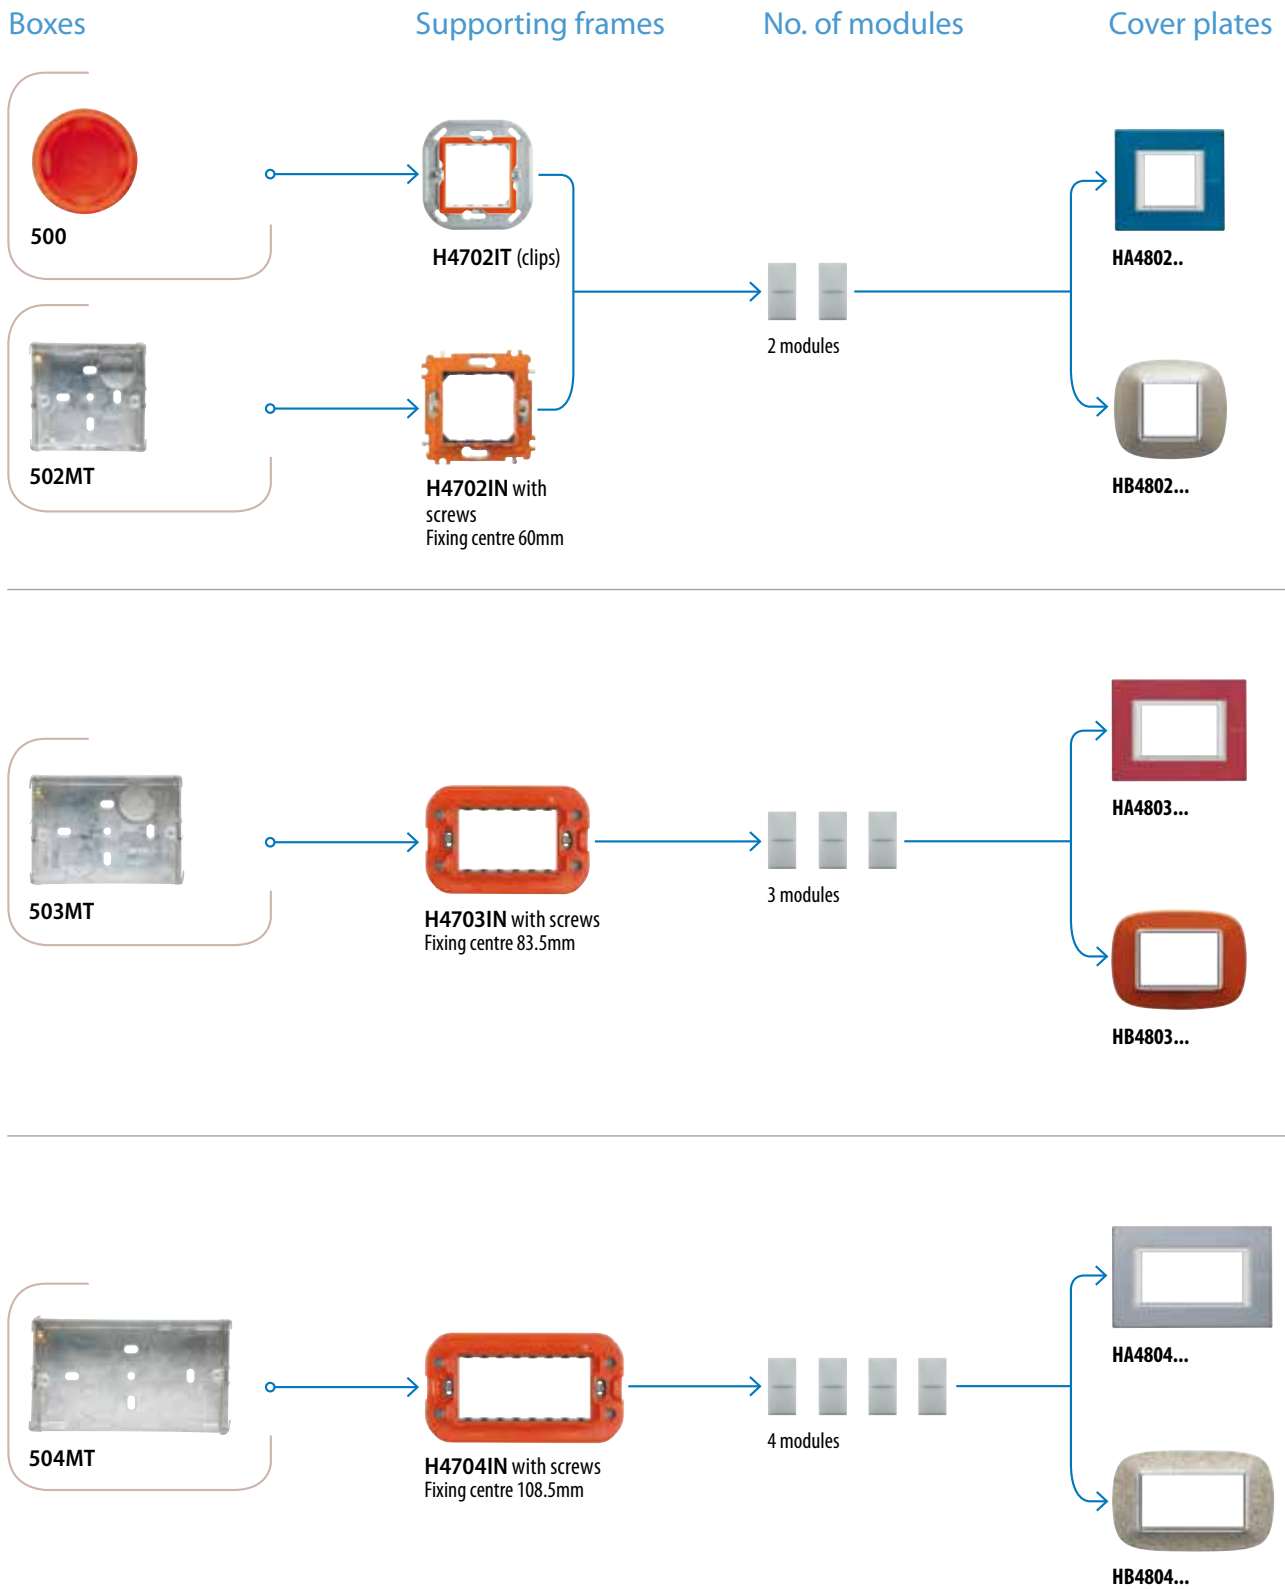 Boxes
Supporting frames
No. of modules
Cover plates
500
H4702IT (clips)
2 modules
HA4802..
502MT
H4702IN with
screws
Fixing centre 60mm
HB4802...
503MT
H4703IN with screws
Fixing centre 83.5mm
3 modules
HA4803...
HB4803...
504MT
H4704IN with screws
Fixing centre 108.5mm
4 modules
HA4804...
HB4804...